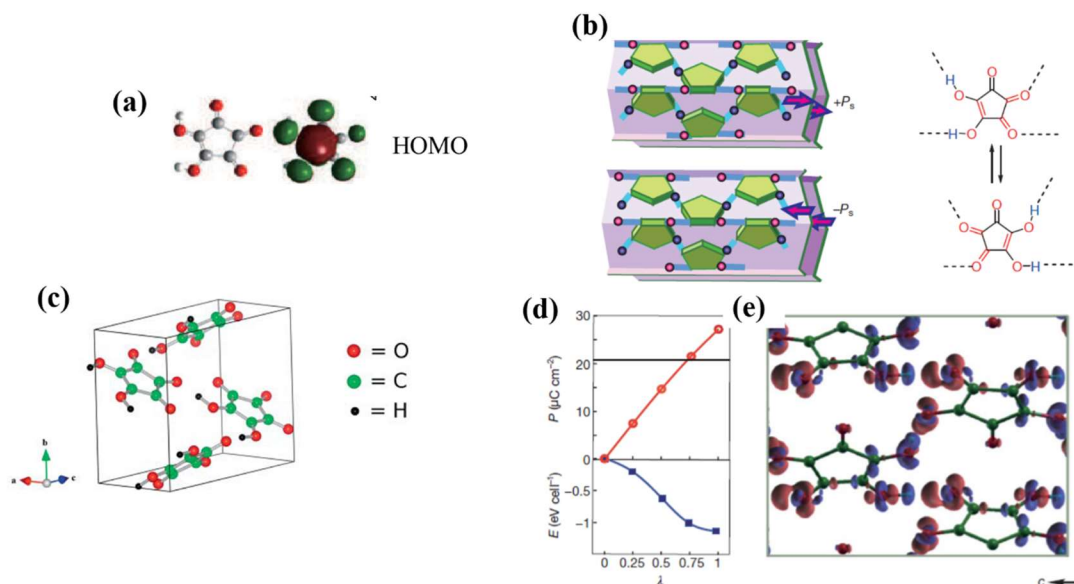 (a)
HOMO
(b)
+Ps
–Ps
H
O
O
O
H–O
O
H
O
O
O
O
O–H
(c)
= O
= C
= H
b
a
c
(d)
30
20
10
0
−0.5
−1
P (μC cm−2)
E (eV cell−1)
0 0.25 0.5 0.75 1
λ
(e)
c